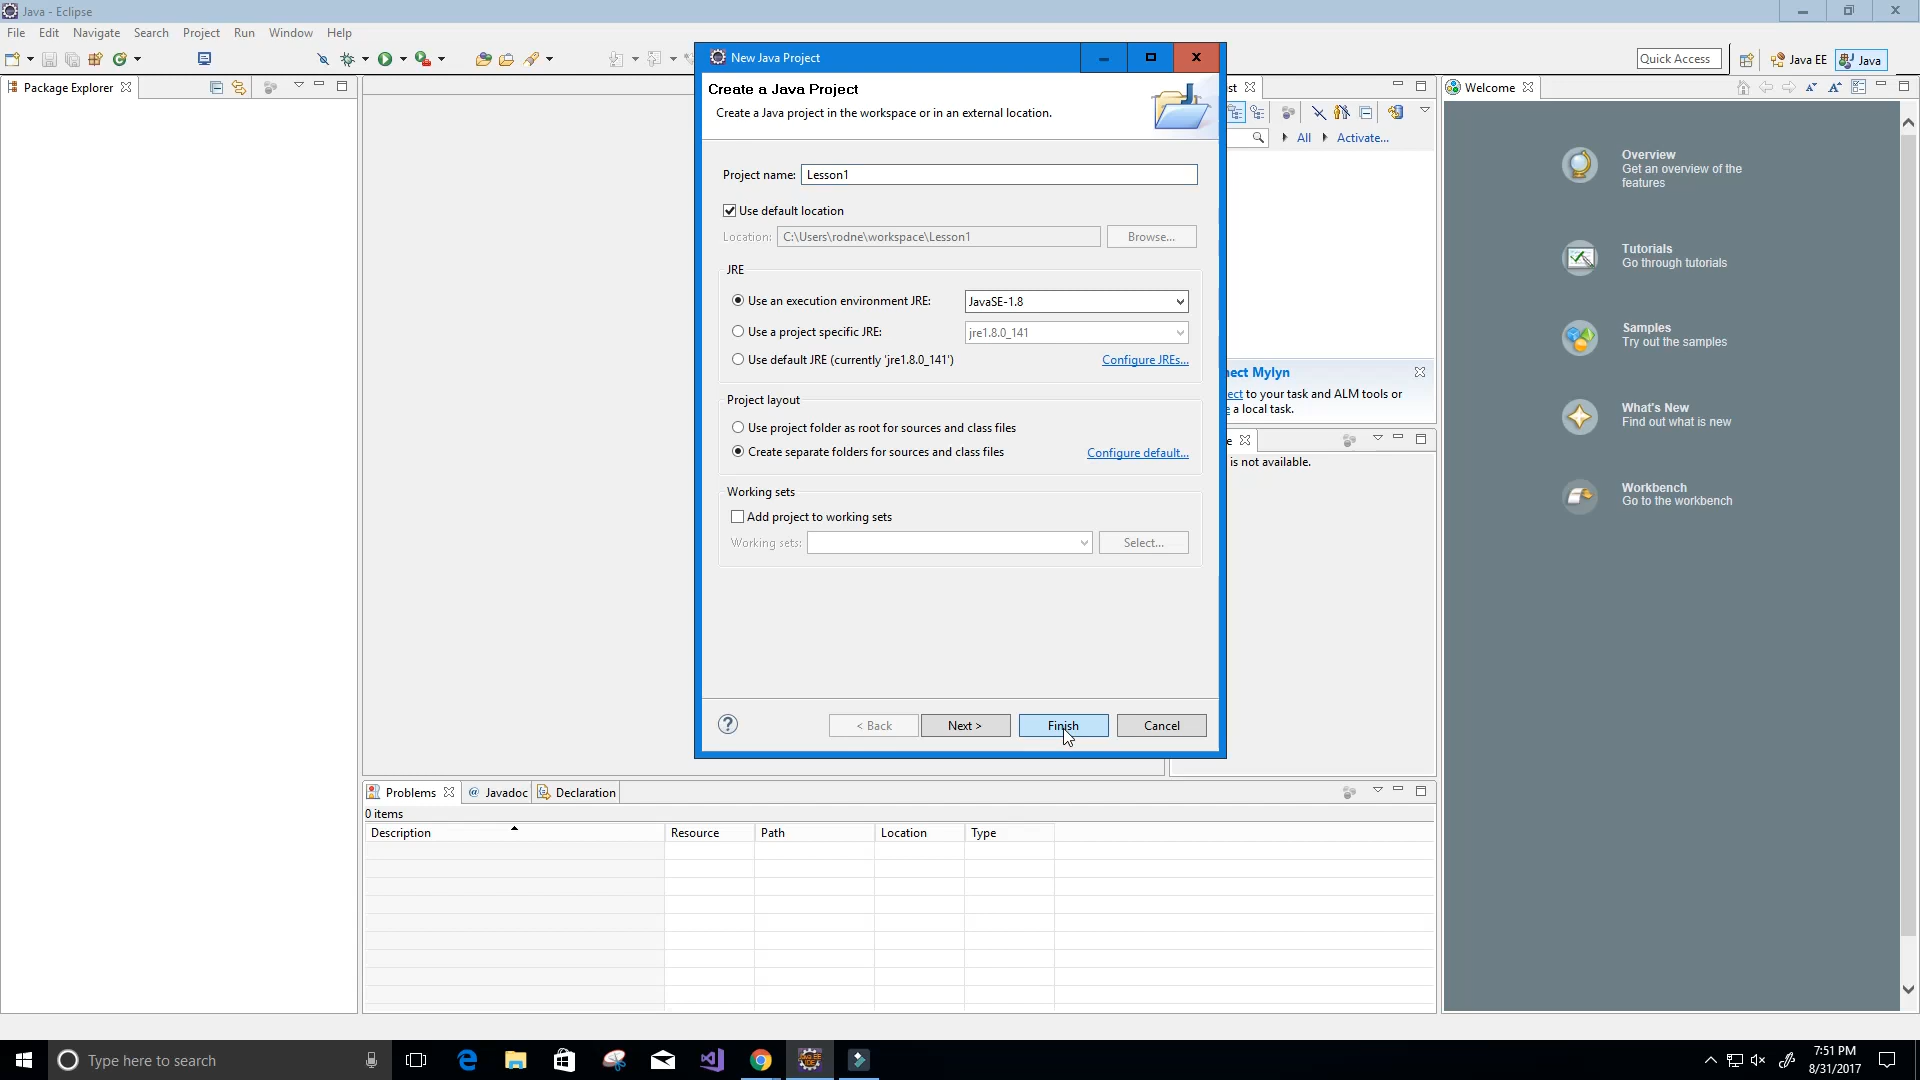 Java - Eclipse
File Edit Navigate Search Project Run Window Help
Quick Access
Java EE
Java
Package Explorer
New Java Project
Create a Java Project
Create a Java project in the workspace or in an external location.
Project name:
Lesson1
Use default location
Location:
C:\Users\rodne\workspace\Lesson1
Browse...
JRE
Use an execution environment JRE:
JavaSE-1.8
Use a project specific JRE:
jre1.8.0_141
Use default JRE (currently 'jre1.8.0_141')
Configure JREs...
Project layout
Use project folder as root for sources and class files
Create separate folders for sources and class files
Configure default...
Working sets
Add project to working sets
Working sets:
Select...
< Back
Next >
Finish
Cancel
All
Activate...
to your task and ALM tools or
a local task.
is not available.
Welcome
Overview
Get an overview of the
features
Tutorials
Go through tutorials
Samples
Try out the samples
What's New
Find out what is new
Workbench
Go to the workbench
Problems
@ Javadoc
Declaration
0 items
Description Resource Path Location Type
Type here to search
7:51 PM
8/31/2017